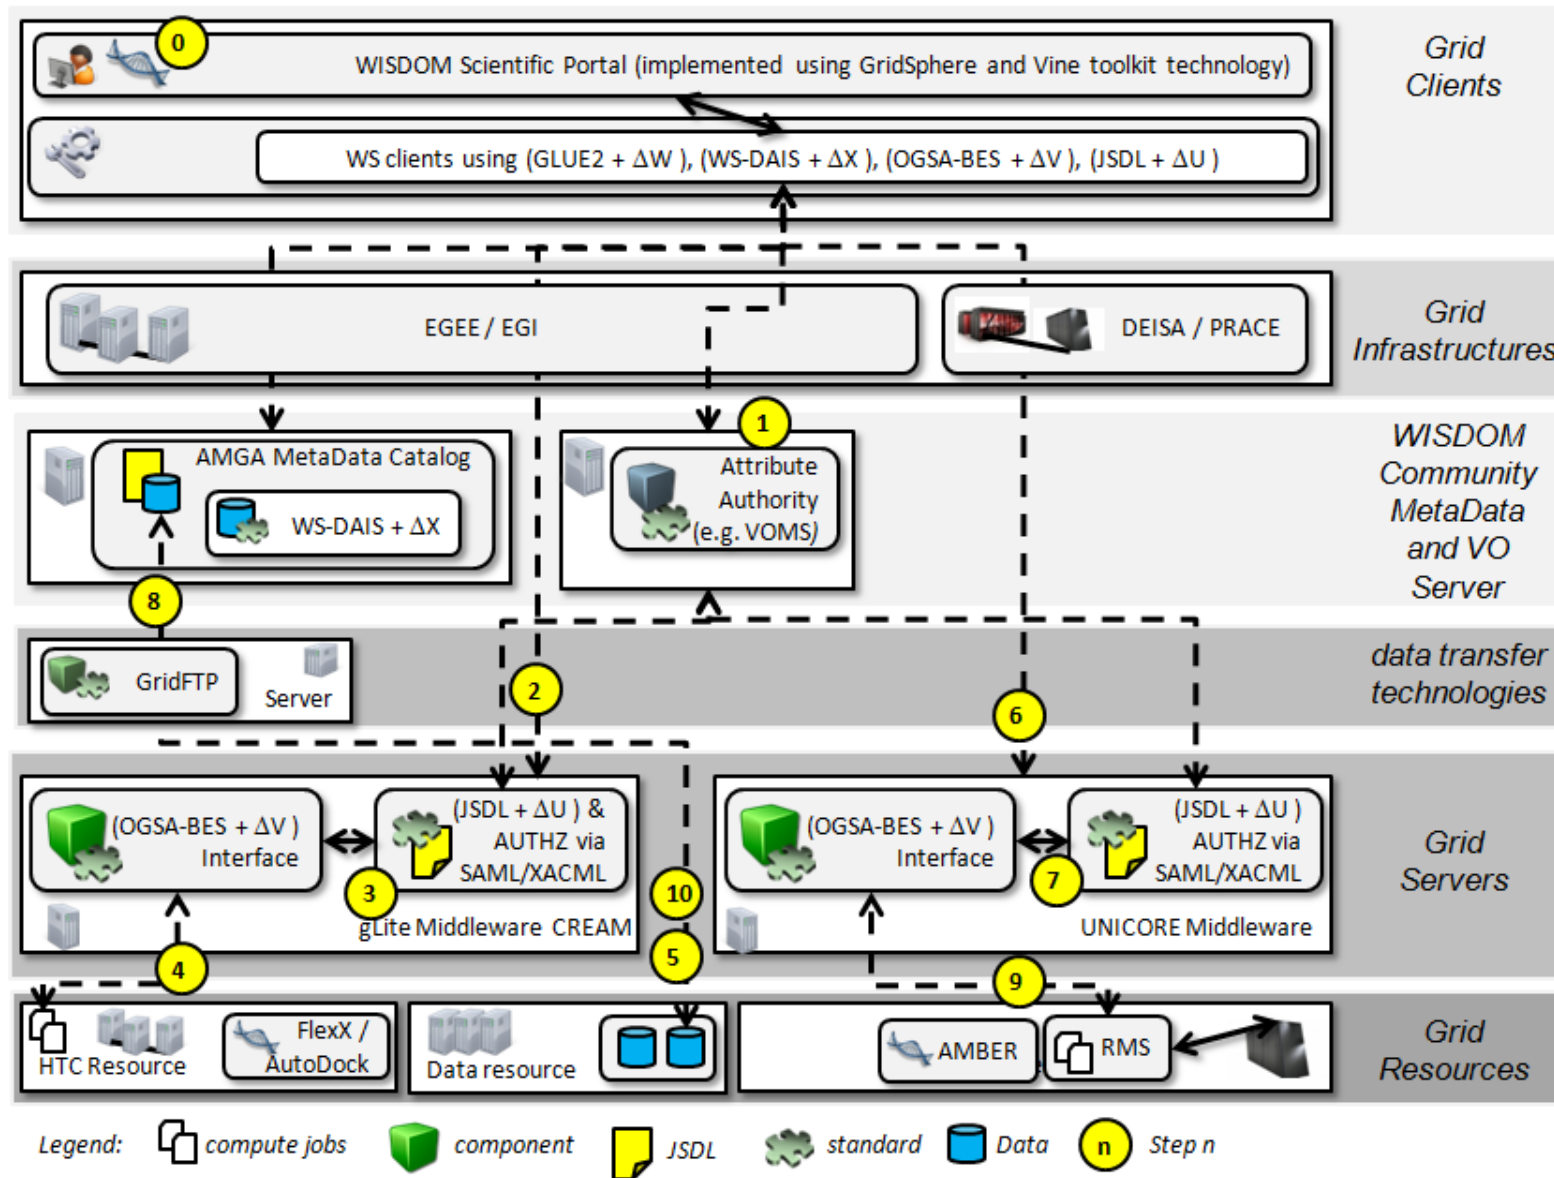 0
WISDOM Scientific Portal (implemented using GridSphere and Vine toolkit technology)
WS clients using (GLUE2 + ΔW ), (WS-DAIS + ΔX ), (OGSA-BES + ΔV ), (JSDL + ΔU )
Grid
Clients
EGEE / EGI
DEISA / PRACE
Grid
Infrastructures
AMGA MetaData Catalog
WS-DAIS + ΔX
1
Attribute
Authority
(e.g. VOMS)
WISDOM
Community
MetaData
and VO
Server
8
GridFTP
Server
2
6
data transfer
technologies
(OGSA-BES + ΔV )
Interface
(JSDL + ΔU ) &
AUTHZ via
SAML/XACML
3
gLite Middleware CREAM
10
5
4
(OGSA-BES + ΔV )
Interface
(JSDL + ΔU )
AUTHZ via
SAML/XACML
7
UNICORE Middleware
9
Grid
Servers
HTC Resource
FlexX /
AutoDock
Data resource
AMBER
RMS
Grid
Resources
Legend:
compute jobs
component
JSDL
standard
Data
n
Step n